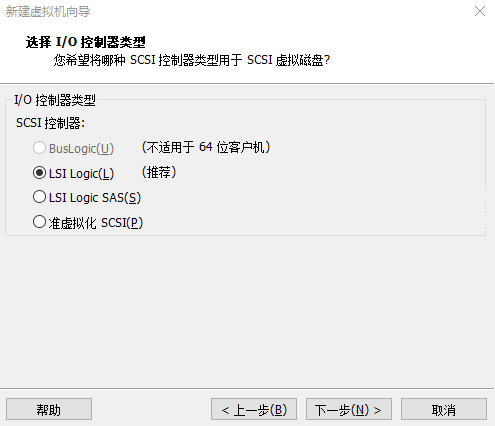 新建虚拟机向导
选择 I/O 控制器类型
您希望将哪种 SCSI 控制器类型用于 SCSI 虚拟磁盘?
I/O 控制器类型
SCSI 控制器:
BusLogic(U) （不适用于 64 位客户机）
LSI Logic(L) （推荐）
LSI Logic SAS(S)
准虚拟化 SCSI(P)
帮助 < 上一步(B) 下一步(N) > 取消